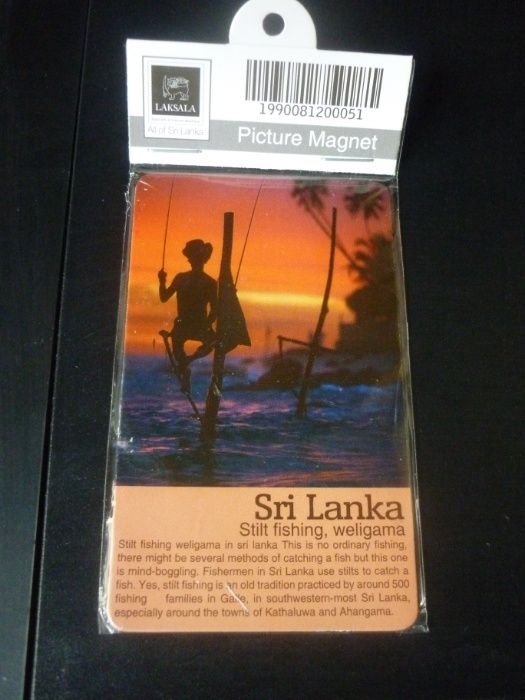 LAKSALA
All of Sri Lanka
1990081200051
Picture Magnet
Sri Lanka
Stilt fishing, weligama
Stilt fishing weligama in sri lanka This is no ordinary fishing,
there might be several methods of catching a fish but this one
is mind-boggling. Fishermen in Sri Lanka use stilts to catch a
fish. Yes, stilt fishing is an old tradition practiced by around 500
fishing families in Galle, in southwestern-most Sri Lanka,
especially around the towns of Kathaluwa and Ahangama.